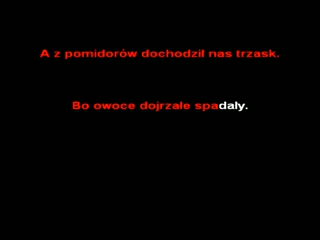 A z pomidorów dochodził nas trzask.
Bo owoce dojrzałe spadały.